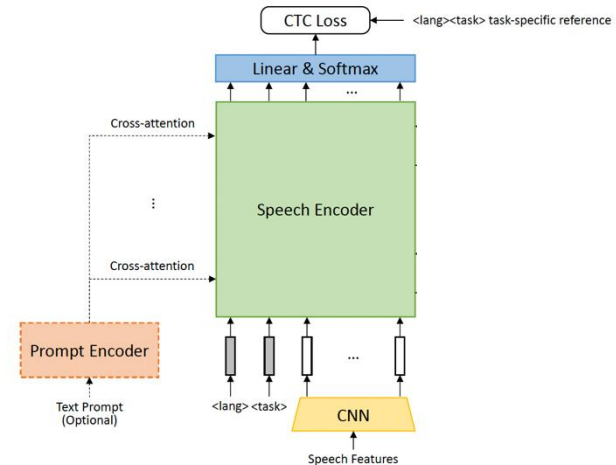 CTC Loss
<lang><task> task-specific reference
Linear & Softmax
...
Cross-attention
...
Speech Encoder
Cross-attention
Prompt Encoder
...
<lang> <task>
CNN
Text Prompt
(Optional)
Speech Features